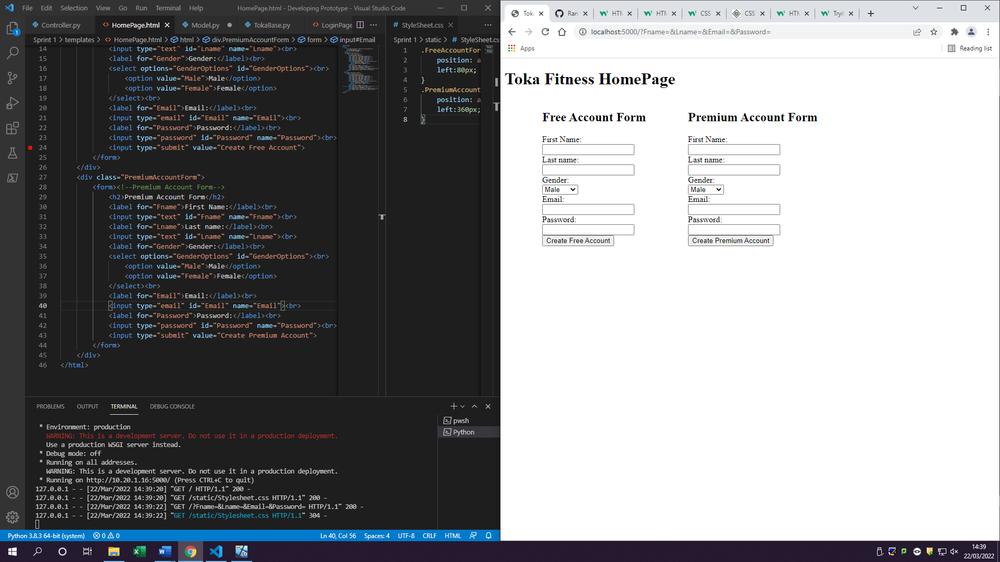 File Edit Selection View Go Run Terminal Help HomePage.html - Developing Prototype - Visual Studio Code
Controller.py HomePage.html Model.py TokaBase.py LoginPage
Sprint 1 > templates > HomePage.html > html > div.PremiumAccountForm > form > input#Email
14 <input type="text" id="Lname" name="Lname"><br>
15 <label for="Gender">Gender:</label><br>
16 <select options="GenderOptions" id="GenderOptions"><br>
17 <option value="Male">Male</option>
18 <option value="Female">Female</option>
19 </select><br>
20 <label for="Email">Email:</label><br>
21 <input type="email" id="Email" name="Email"><br>
22 <label for="Password">Password:</label><br>
23 <input type="password" id="Password" name="Password"><br>
24 <input type="submit" value="Create Free Account">
25 </form>
26 </div>
27 <div class="PremiumAccountForm">
28 <form><!--Premium Account Form-->
29 <h2>Premium Account Form</h2>
30 <label for="Fname">First Name:</label><br>
31 <input type="text" id="Fname" name="Fname"><br>
32 <label for="Lname">Last name:</label><br>
33 <input type="text" id="Lname" name="Lname"><br>
34 <label for="Gender">Gender:</label><br>
35 <select options="GenderOptions" id="GenderOptions"><br>
36 <option value="Male">Male</option>
37 <option value="Female">Female</option>
38 </select><br>
39 <label for="Email">Email:</label><br>
40 <input type="email" id="Email" name="Email"><br>
41 <label for="Password">Password:</label><br>
42 <input type="password" id="Password" name="Password"><br>
43 <input type="submit" value="Create Premium Account">
44 </form>
45 </div>
46 </html>
# StyleSheet.css
Sprint 1 > static > # StyleSheet.cs
1 .FreeAccountFor
2 position: a
3 left:80px;
4 }
5 .PremiumAccount
6 position: a
7 left:360px;
8 }
PROBLEMS OUTPUT TERMINAL DEBUG CONSOLE
pwsh
Python
* Environment: production
WARNING: This is a development server. Do not use it in a production deployment.
Use a production WSGI server instead.
* Debug mode: off
* Running on all addresses.
WARNING: This is a development server. Do not use it in a production deployment.
* Running on http://10.20.1.16:5000/ (Press CTRL+C to quit)
127.0.0.1 - - [22/Mar/2022 14:39:20] "GET / HTTP/1.1" 200 -
127.0.0.1 - - [22/Mar/2022 14:39:20] "GET /static/Stylesheet.css HTTP/1.1" 200 -
127.0.0.1 - - [22/Mar/2022 14:39:22] "GET /?Fname=&Lname=&Email=&Password= HTTP/1.1" 200 -
127.0.0.1 - - [22/Mar/2022 14:39:22] "GET /static/Stylesheet.css HTTP/1.1" 304 -
1
Python 3.8.3 64-bit (system) 0 0 Ln 40, Col 56 Spaces: 4 UTF-8 CRLF HTML
Toka Ran HTM HTM CSS CSS HTM Tryit
localhost:5000/?Fname=&Lname=&Email=&Password=
Apps Reading list
Toka Fitness HomePage
Free Account Form
First Name:
Last name:
Gender:
Male
Email:
Password:
Create Free Account
Premium Account Form
First Name:
Last name:
Gender:
Male
Email:
Password:
Create Premium Account
14:39
22/03/2022